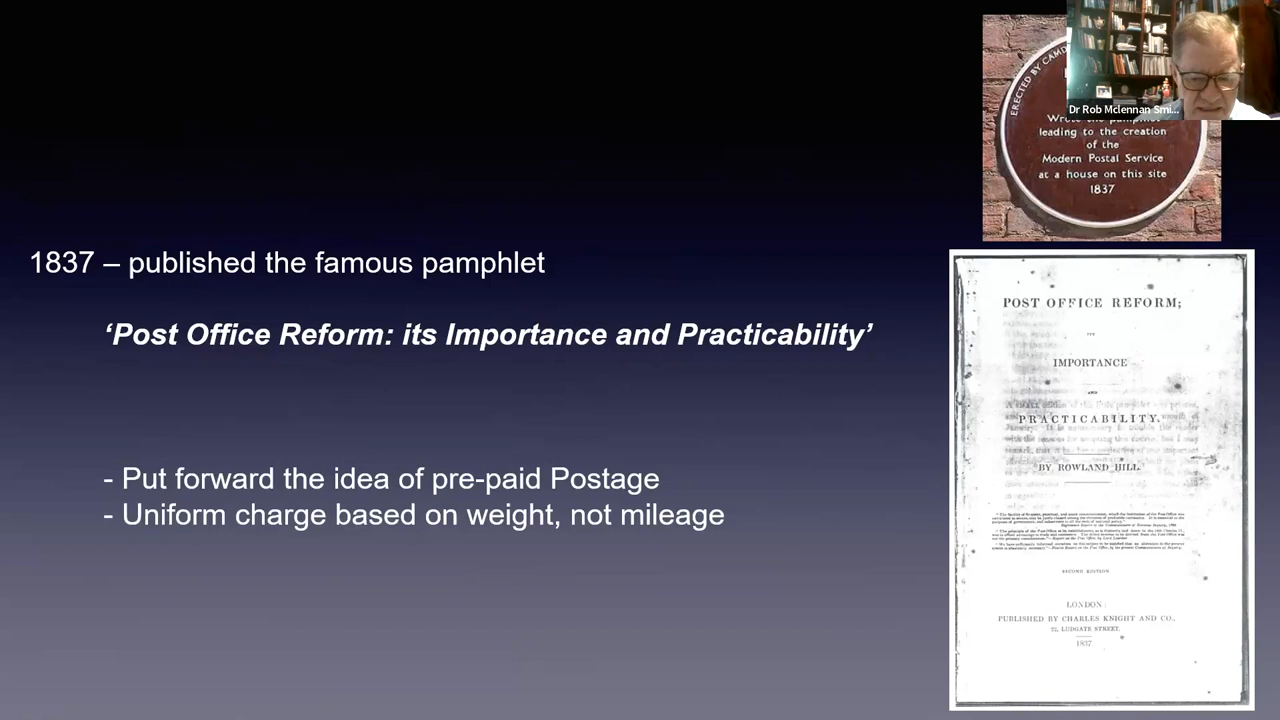 1837 – published the famous pamphlet
‘Post Office Reform: its Importance and Practicability’
- Put forward the idea of pre-paid Postage
- Uniform charge based on weight, not mileage
ERECTED BY
Wrote the pamphlet
leading to the creation
of the
Modern Postal Service
at a house on this site
1837
Dr Rob Mclennan Smi...
POST OFFICE REFORM;
ITS
IMPORTANCE
AND
PRACTICABILITY.
BY ROWLAND HILL.
SECOND EDITION
LONDON:
PUBLISHED BY CHARLES KNIGHT AND CO.,
22, LUDGATE STREET.
1837